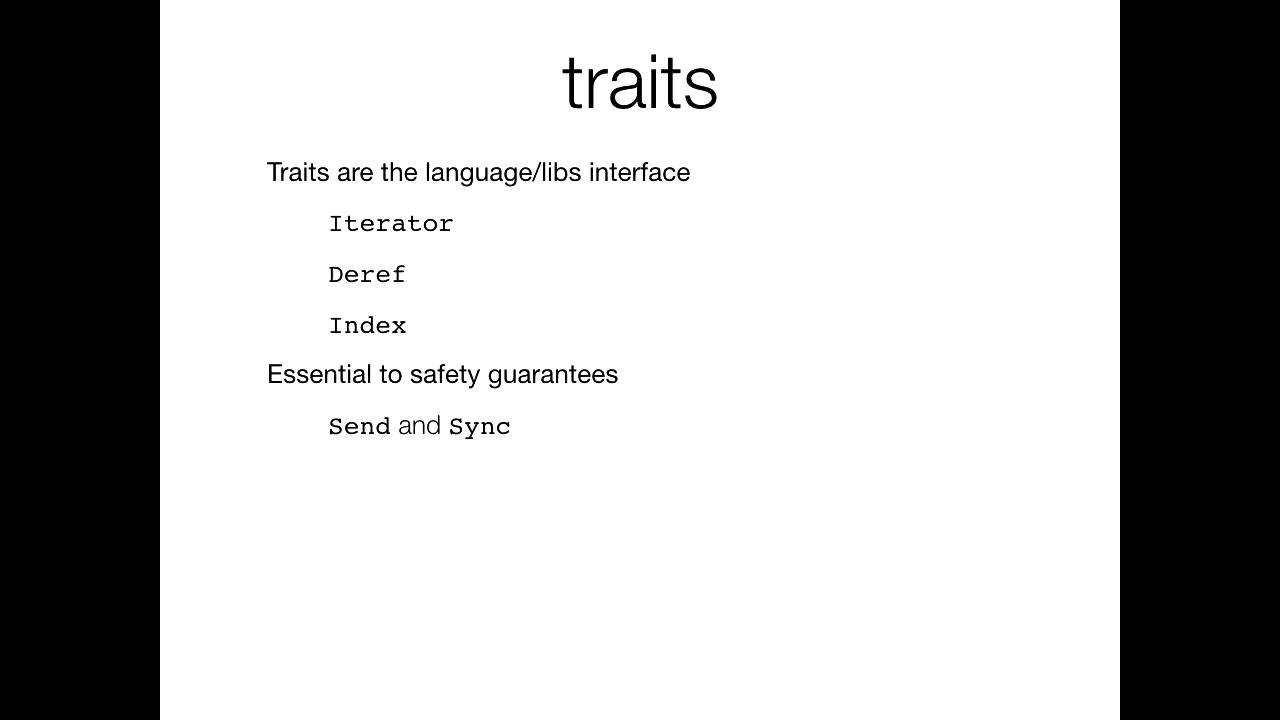 traits
Traits are the language/libs interface
Iterator
Deref
Index
Essential to safety guarantees
Send and Sync